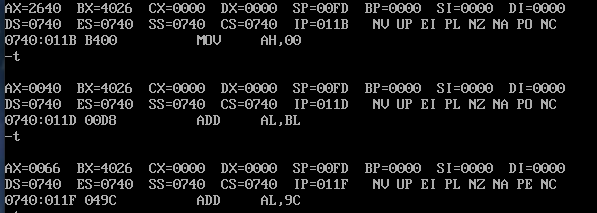 AX=2640 BX=4026 CX=0000 DX=0000 SP=00FD BP=0000 SI=0000 DI=0000
DS=0740 ES=0740 SS=0740 CS=0740 IP=011B NV UP EI PL NZ NA PO NC
0740:011B B400 MOV AH,00
-t
AX=0040 BX=4026 CX=0000 DX=0000 SP=00FD BP=0000 SI=0000 DI=0000
DS=0740 ES=0740 SS=0740 CS=0740 IP=011D NV UP EI PL NZ NA PO NC
0740:011D 00D8 ADD AL,BL
-t
AX=0066 BX=4026 CX=0000 DX=0000 SP=00FD BP=0000 SI=0000 DI=0000
DS=0740 ES=0740 SS=0740 CS=0740 IP=011F NV UP EI PL NZ NA PE NC
0740:011F 049C ADD AL,9C
-t